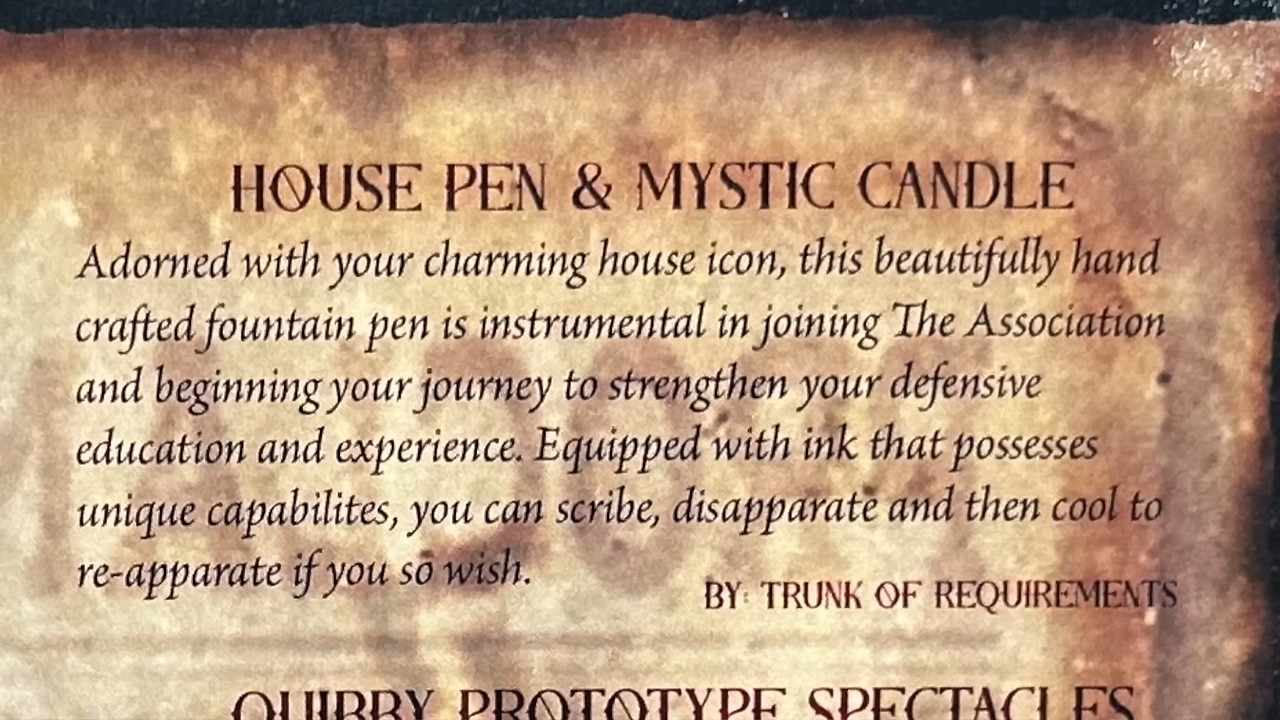 HOUSE PEN & MYSTIC CANDLE
Adorned with your charming house icon, this beautifully hand
crafted fountain pen is instrumental in joining The Association
and beginning your journey to strengthen your defensive
education and experience. Equipped with ink that possesses
unique capabilites, you can scribe, disapparate and then cool to
re-apparate if you so wish.
BY: TRUNK OF REQUIREMENTS
QUIBBY PROTOTYPE SPECTACLES